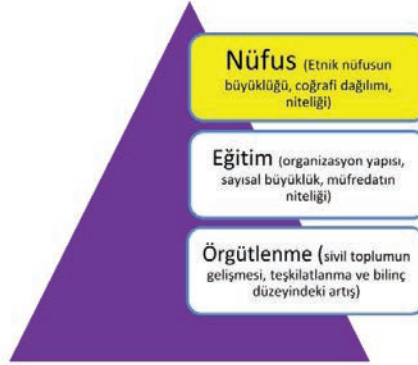 Nüfus (Etnik nüfusun
büyüklüğü, coğrafi dağılımı,
niteliği)
Eğitim (organizasyon yapısı,
sayısal büyüklük, müfredatın
niteliği)
Örgütlenme (sivil toplumun
gelişmesi, teşkilatlanma ve bilinç
düzeyindeki artış)